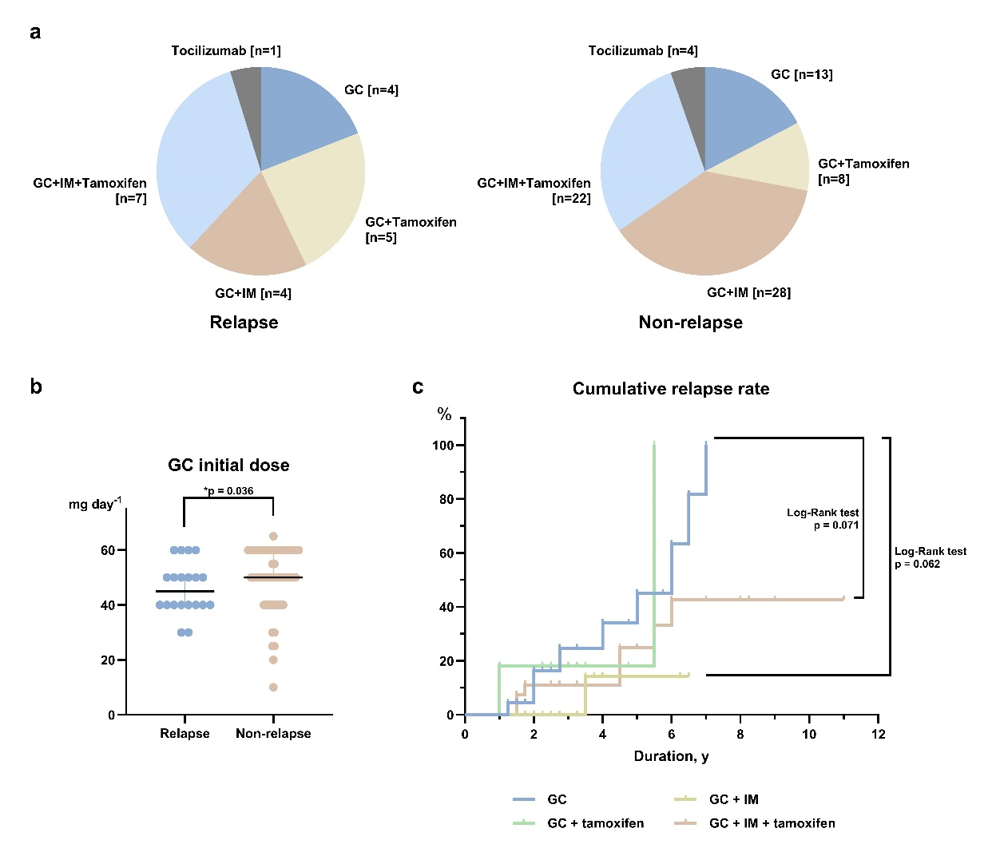 a
Tocilizumab [n=1]
GC [n=4]
GC+IM+Tamoxifen
[n=7]
GC+Tamoxifen
[n=5]
GC+IM [n=4]
Relapse
Tocilizumab [n=4]
GC [n=13]
GC+Tamoxifen
[n=8]
GC+IM+Tamoxifen
[n=22]
GC+IM [n=28]
Non-relapse
b
GC initial dose
*p = 0.036
mg day-1
60
40
20
0
Relapse
Non-relapse
c
Cumulative relapse rate
%
100
80
60
40
20
0
0
2
4
6
8
10
12
Duration, y
Log-Rank test
p = 0.071
Log-Rank test
p = 0.062
GC
GC + IM
GC + tamoxifen
GC + IM + tamoxifen